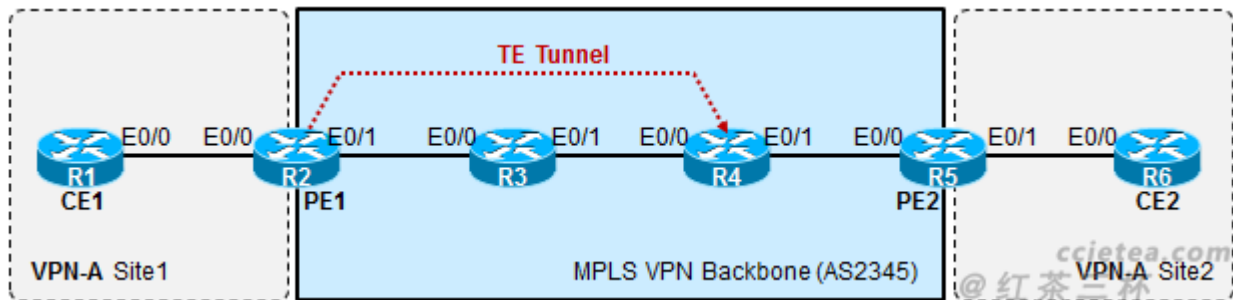 TE Tunnel
E0/0 E0/0 E0/1 E0/0 E0/1 E0/0 E0/1 E0/0 E0/1 E0/0
R1 R2 R3 R4 R5 R6
CE1 PE1 PE2 CE2
VPN-A Site1 MPLS VPN Backbone (AS2345) VPN-A Site2
ccietea.com
@红茶三杯